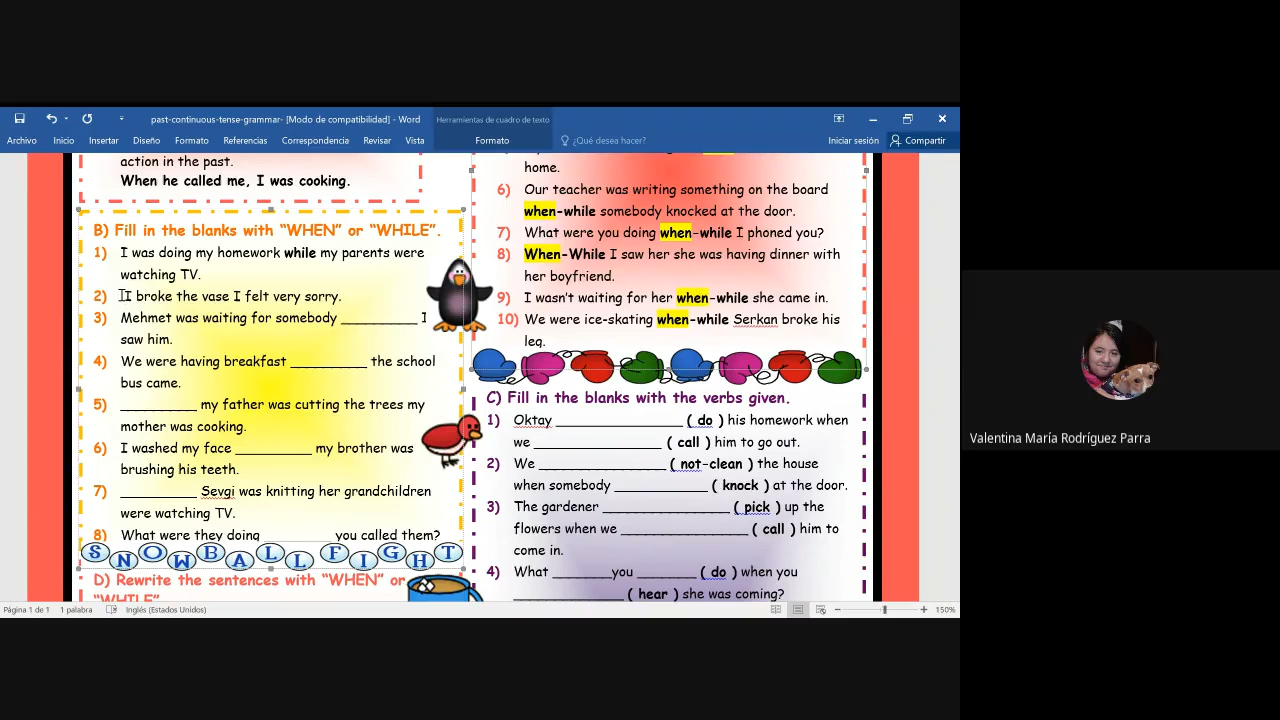 past-continuous-tense-grammar- [Modo de compatibilidad] - Word
Herramientas de cuadro de texto
Archivo Inicio Insertar Diseño Formato Referencias Correspondencia Revisar Vista Formato ¿Qué desea hacer? Iniciar sesión Compartir
action in the past.
When he called me, I was cooking.
B) Fill in the blanks with “WHEN” or “WHILE”.
1) I was doing my homework while my parents were
watching TV.
2) I broke the vase I felt very sorry.
3) Mehmet was waiting for somebody __________ I
saw him.
4) We were having breakfast __________ the school
bus came.
5) __________ my father was cutting the trees my
mother was cooking.
6) I washed my face __________ my brother was
brushing his teeth.
7) __________ Sevgi was knitting her grandchildren
were watching TV.
8) What were they doing __________ you called them?
SNOWBALL FIGHT
D) Rewrite the sentences with “WHEN” or
“WHILE”
home.
6) Our teacher was writing something on the board
when-while somebody knocked at the door.
7) What were you doing when-while I phoned you?
8) When-While I saw her she was having dinner with
her boyfriend.
9) I wasn’t waiting for her when-while she came in.
10) We were ice-skating when-while Serkan broke his
leg.
C) Fill in the blanks with the verbs given.
1) Oktay _________________ ( do ) his homework when
we _________________ ( call ) him to go out.
2) We _________________ ( not-clean ) the house
when somebody ____________ ( knock ) at the door.
3) The gardener _________________ ( pick ) up the
flowers when we _________________ ( call ) him to
come in.
4) What ________you ________ ( do ) when you
_______________ ( hear ) she was coming?
Valentina María Rodríguez Parra
Página 1 de 1 1 palabra Inglés (Estados Unidos) 150%